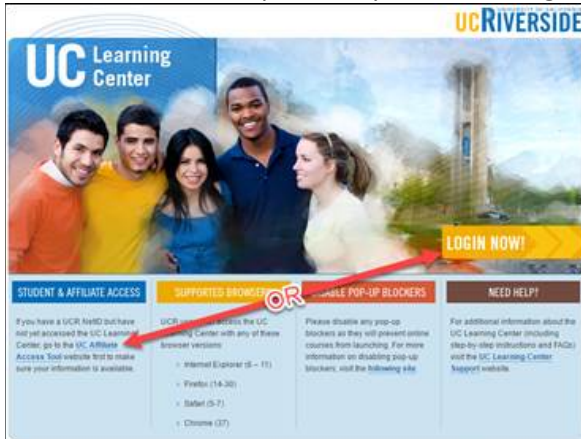 UCRIVERSIDE
UC Learning
Center
LOGIN NOW!
STUDENT & AFFILIATE ACCESS
If you have a UCR NetID but have
not yet accessed the UC Learning
Center, go to the UC Affiliate
Access Tool website first to make
sure your information is available.
SUPPORTED BROWSERS
OR
access the UC
Learning Center with any of these
browser versions:
Internet Explorer (6 – 11)
Firefox (14-30)
Safari (5-7)
Chrome (37)
DISABLE POP-UP BLOCKERS
Please disable any pop-up
blockers as they will prevent online
courses from launching. For more
information on disabling pop-up
blockers, visit the following site.
NEED HELP?
For additional information about the
UC Learning Center (including
step-by-step instructions and FAQs)
visit the UC Learning Center
Support website.